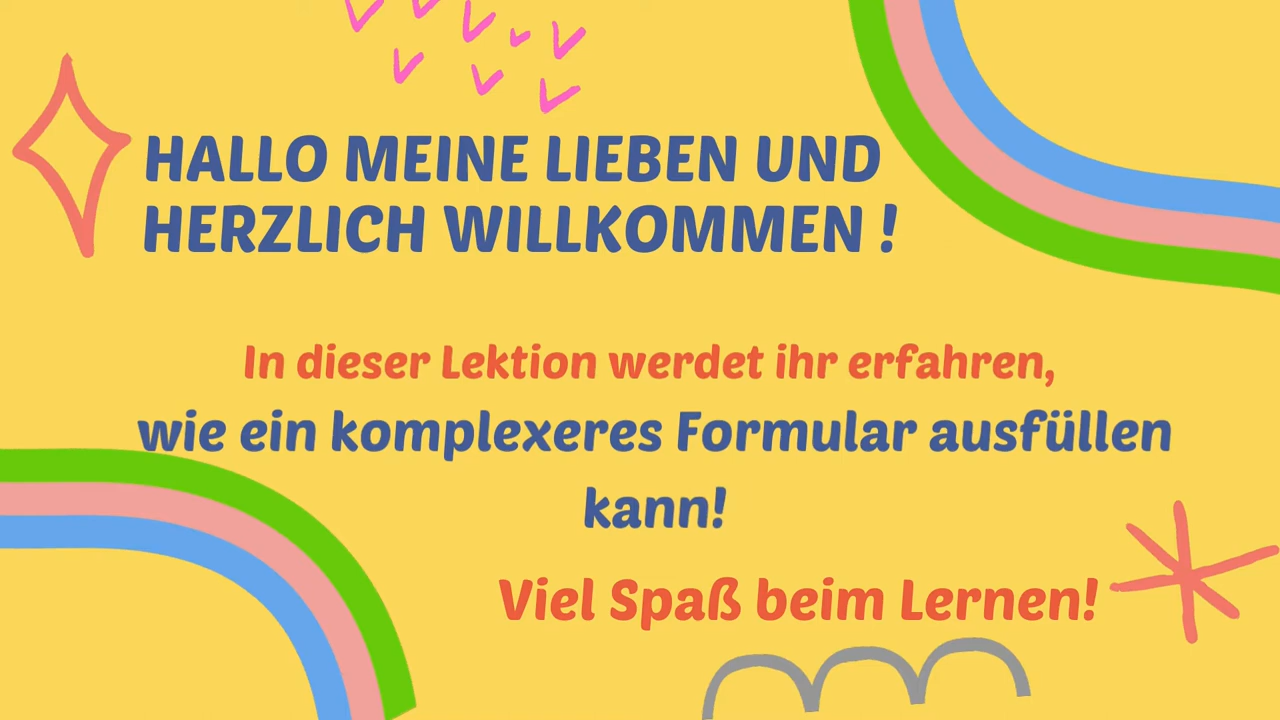 HALLO MEINE LIEBEN UND
HERZLICH WILLKOMMEN !
In dieser Lektion werdet ihr erfahren,
wie ein komplexeres Formular ausfüllen
kann!
Viel Spaß beim Lernen!